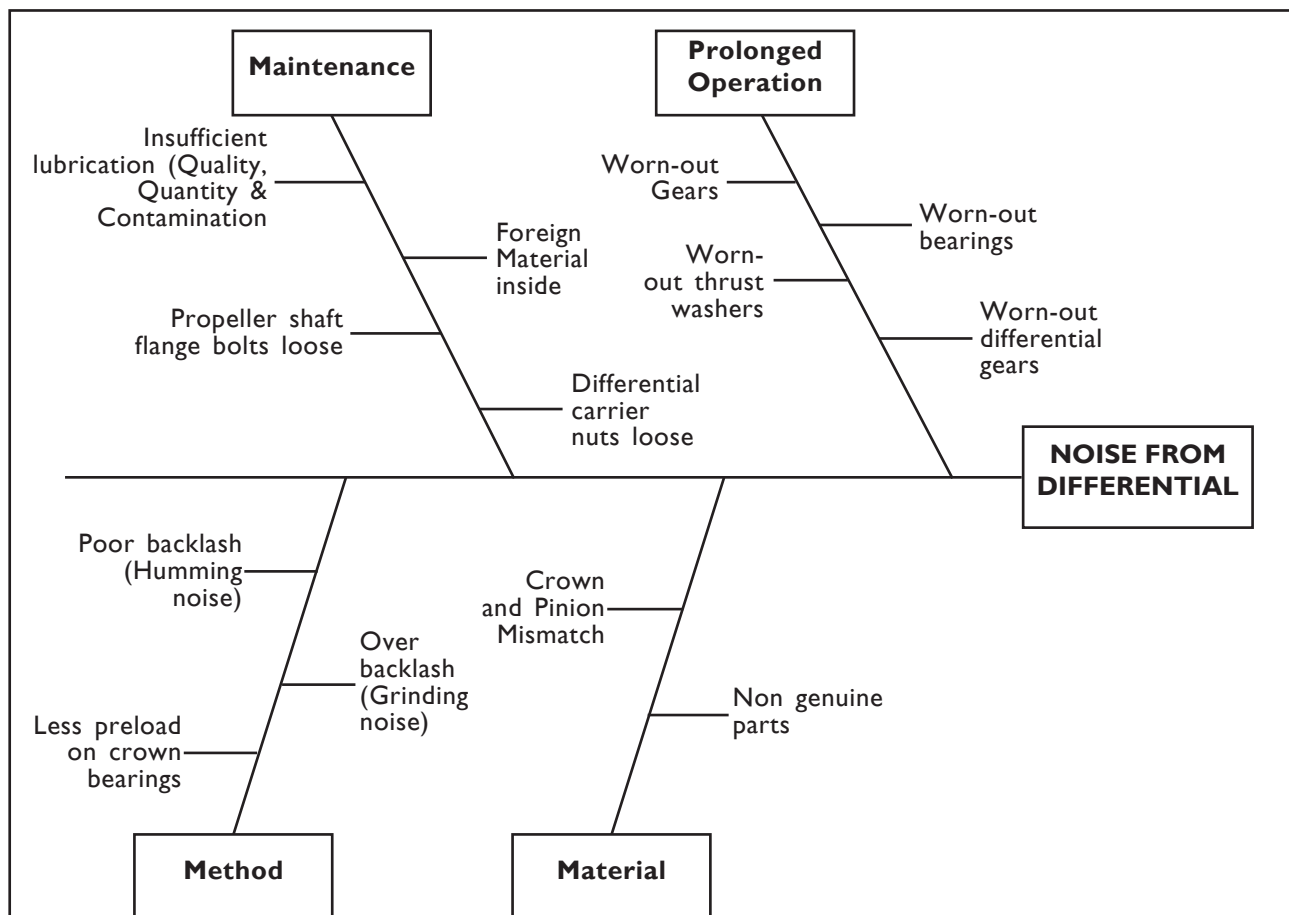 Maintenance
Prolonged
Operation
Insufficient
lubrication (Quality,
Quantity &
Contamination
Foreign
Material
inside
Propeller shaft
flange bolts loose
Differential
carrier
nuts loose
Worn-out
Gears
Worn-out
bearings
Worn-
out thrust
washers
Worn-out
differential
gears
NOISE FROM
DIFFERENTIAL
Poor backlash
(Humming
noise)
Over
backlash
(Grinding
noise)
Less preload
on crown
bearings
Crown
and Pinion
Mismatch
Non genuine
parts
Method
Material